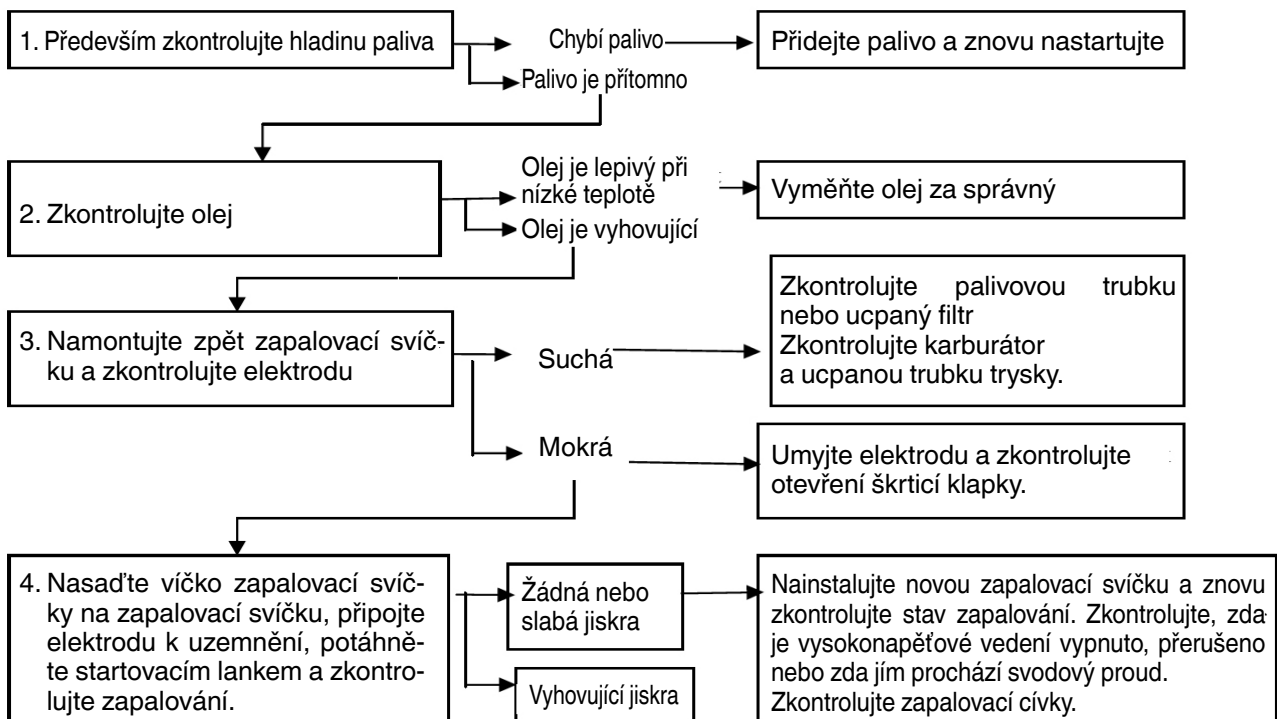 1. Především zkontrolujte hladinu paliva
Chybí palivo
Přidejte palivo a znovu nastartujte
Palivo je přítomno
2. Zkontrolujte olej
Olej je lepivý při
nízké teplotě
Vyměňte olej za správný
Olej je vyhovující
3. Namontujte zpět zapalovací svíč-
ku a zkontrolujte elektrodu
Suchá
Zkontrolujte palivovou trubku
nebo ucpaný filtr
Zkontrolujte karburátor
a ucpanou trubku trysky.
Mokrá
Umyjte elektrodu a zkontrolujte
otevření škrticí klapky.
4. Nasaďte víčko zapalovací svíč-
ky na zapalovací svíčku, připojte
elektrodu k uzemnění, potáhně-
te startovacím lankem a zkontro-
lujte zapalování.
Žádná nebo
slabá jiskra
Nainstalujte novou zapalovací svíčku a znovu
zkontrolujte stav zapalování. Zkontrolujte, zda
je vysokonapěťové vedení vypnuto, přerušeno
nebo zda jím prochází svodový proud.
Zkontrolujte zapalovací cívky.
Vyhovující jiskra